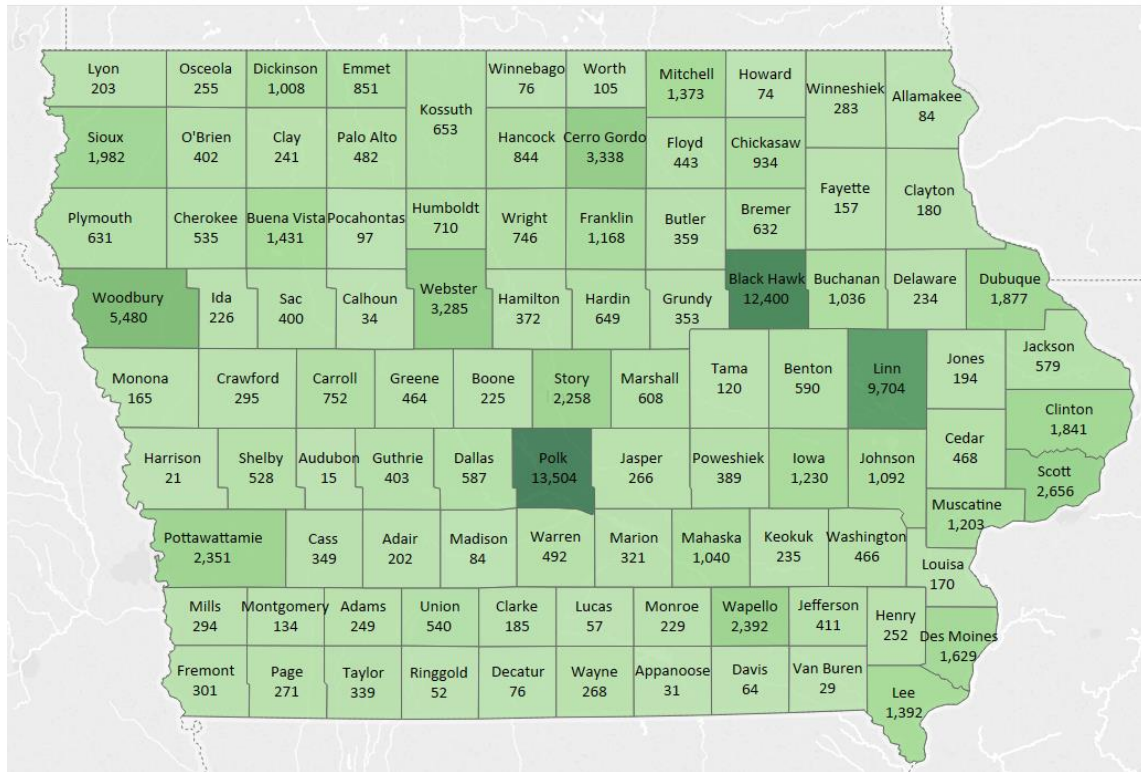 Lyon
203
Osceola
255
Dickinson
1,008
Emmet
851
Kossuth
653
Winnebago
76
Worth
105
Mitchell
1,373
Howard
74
Winneshiek
283
Allamakee
84
Sioux
1,982
O'Brien
402
Clay
241
Palo Alto
482
Hancock
844
Cerro Gordo
3,338
Floyd
443
Chickasaw
934
Fayette
157
Clayton
180
Plymouth
631
Cherokee
535
Buena Vista
1,431
Pocahontas
97
Humboldt
710
Wright
746
Franklin
1,168
Butler
359
Bremer
632
Woodbury
5,480
Ida
226
Sac
400
Calhoun
34
Webster
3,285
Hamilton
372
Hardin
649
Grundy
353
Black Hawk
12,400
Buchanan
1,036
Delaware
234
Dubuque
1,877
Monona
165
Crawford
295
Carroll
752
Greene
464
Boone
225
Story
2,258
Marshall
608
Tama
120
Benton
590
Linn
9,704
Jones
194
Jackson
579
Clinton
1,841
Harrison
21
Shelby
528
Audubon
15
Guthrie
403
Dallas
587
Polk
13,504
Jasper
266
Poweshiek
389
Iowa
1,230
Johnson
1,092
Cedar
468
Scott
2,656
Muscatine
1,203
Pottawattamie
2,351
Cass
349
Adair
202
Madison
84
Warren
492
Marion
321
Mahaska
1,040
Keokuk
235
Washington
466
Louisa
170
Mills
294
Montgomery
134
Adams
249
Union
540
Clarke
185
Lucas
57
Monroe
229
Wapello
2,392
Jefferson
411
Henry
252
Des Moines
1,629
Fremont
301
Page
271
Taylor
339
Ringgold
52
Decatur
76
Wayne
268
Appanoose
31
Davis
64
Van Buren
29
Lee
1,392